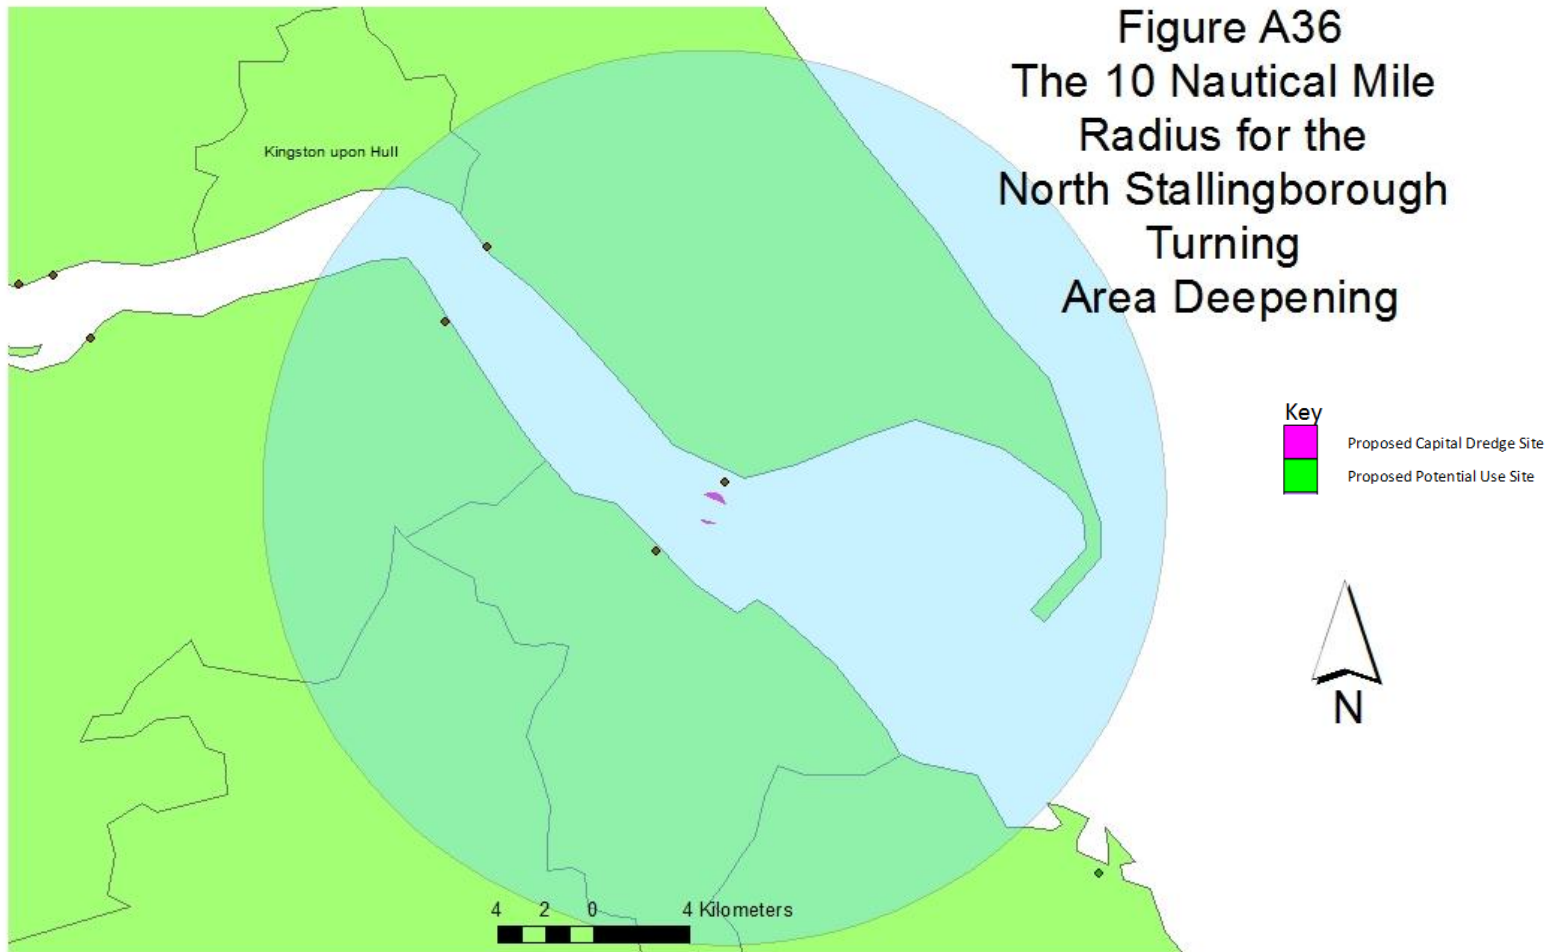 Figure A36
The 10 Nautical Mile
Radius for the
North Stallingborough
Turning
Area Deepening
Kingston upon Hull
Key
Proposed Capital Dredge Site
Proposed Potential Use Site
N
4 2 0 4 Kilometers